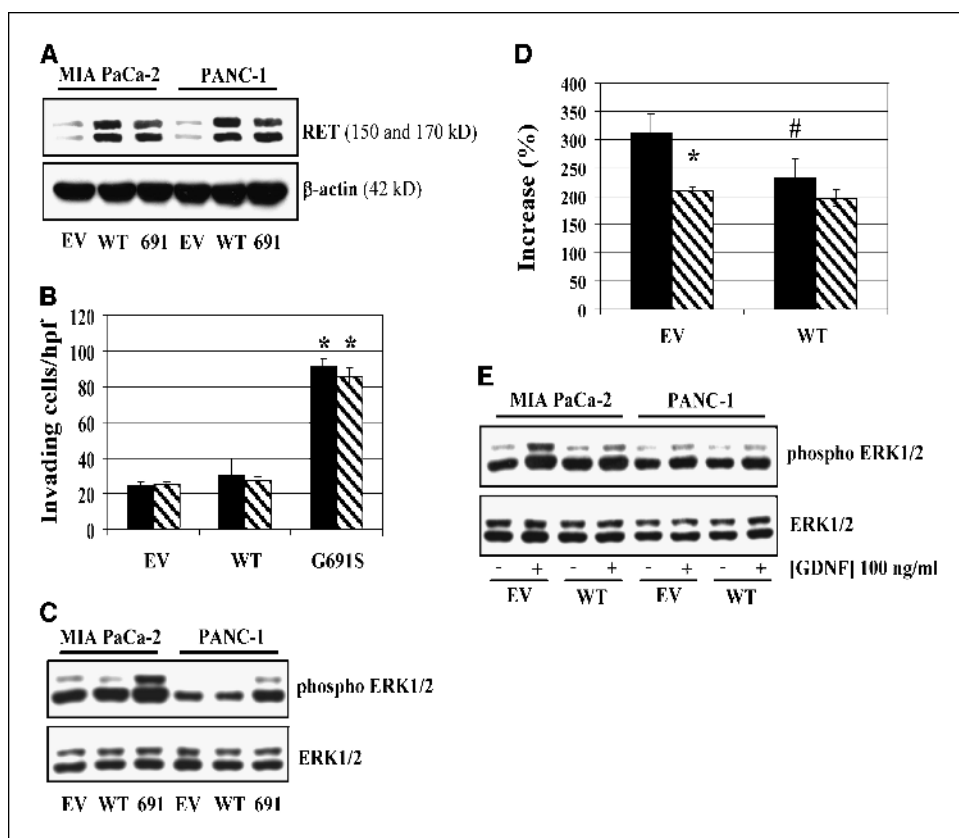 A
MIA PaCa-2 PANC-1
RET (150 and 170 kD)
β-actin (42 kD)
EV WT 691 EV WT 691
B
Invading cells/hpf
120
100
80
60
40
20
0
* *
EV WT G691S
C
MIA PaCa-2 PANC-1
phospho ERK1/2
ERK1/2
EV WT 691 EV WT 691
D
Increase (%)
400
350
300
250
200
150
100
50
0
*
#
EV WT
E
MIA PaCa-2 PANC-1
phospho ERK1/2
ERK1/2
- + - + - + - + [GDNF] 100 ng/ml
EV WT EV WT